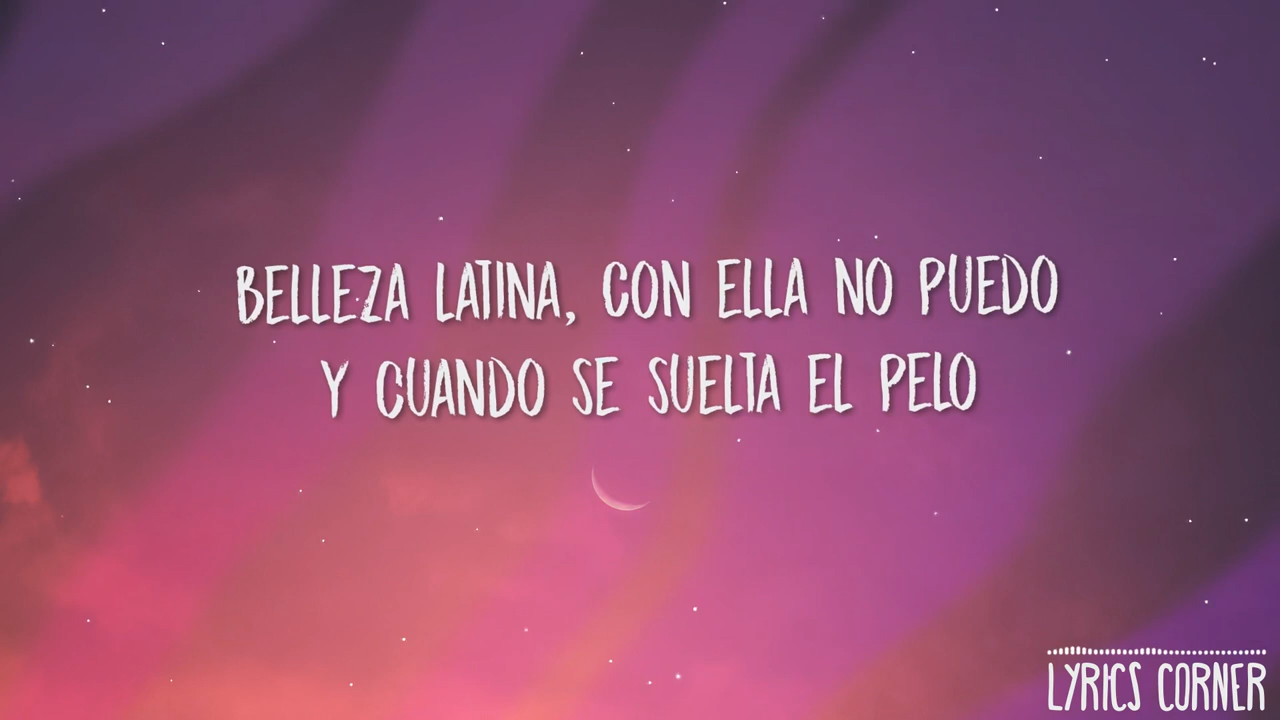 BELLEZA LATINA, CON ELLA NO PUEDO
Y CUANDO SE SUELTA EL PELO
LYRICS CORNER